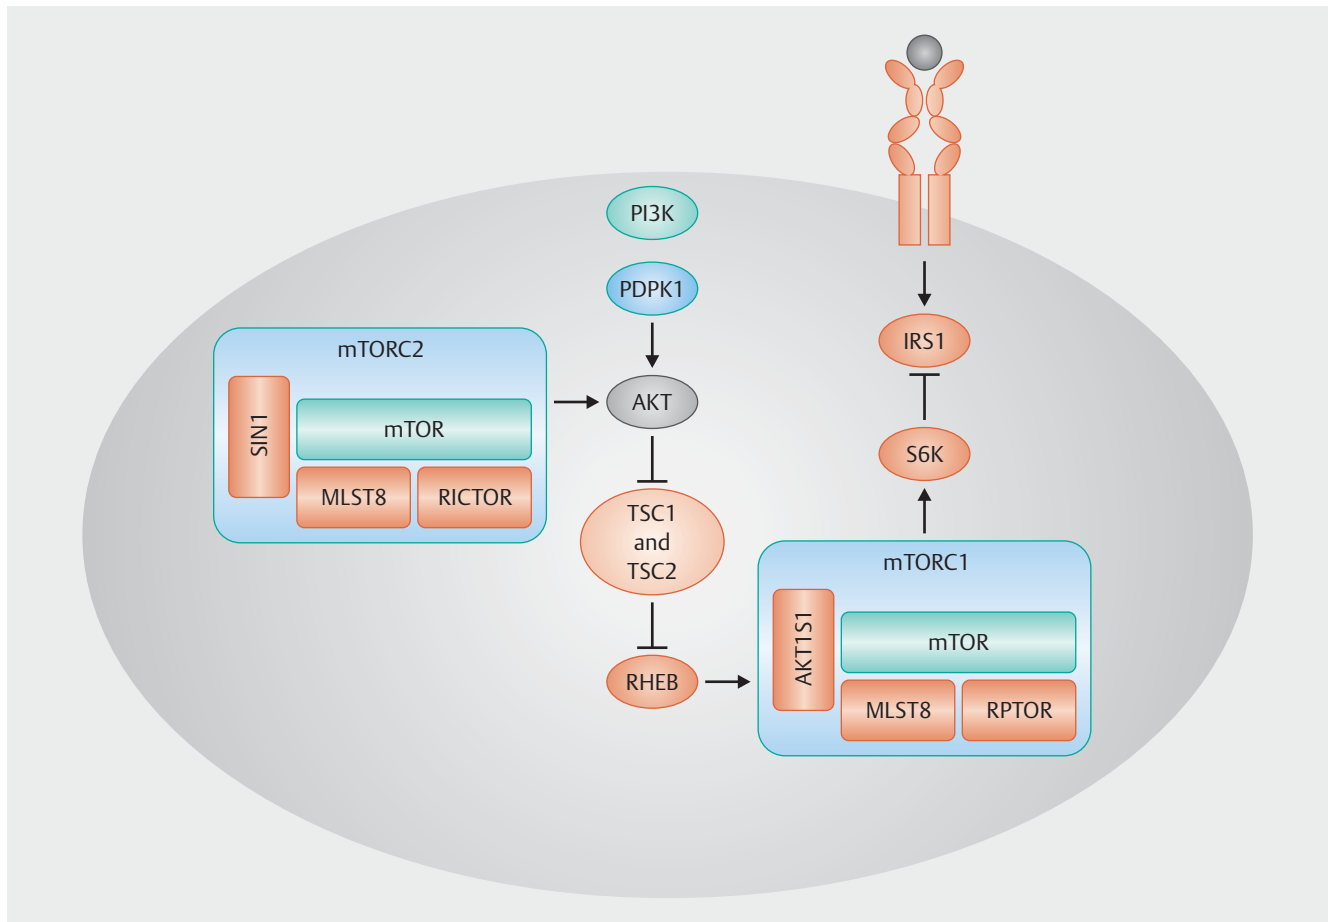 PI3K
PDPK1
mTORC2
SIN1
mTOR
MLST8 RICTOR
AKT
TSC1
and
TSC2
RHEB
IRS1
S6K
mTORC1
AKT1S1
mTOR
MLST8 RPTOR